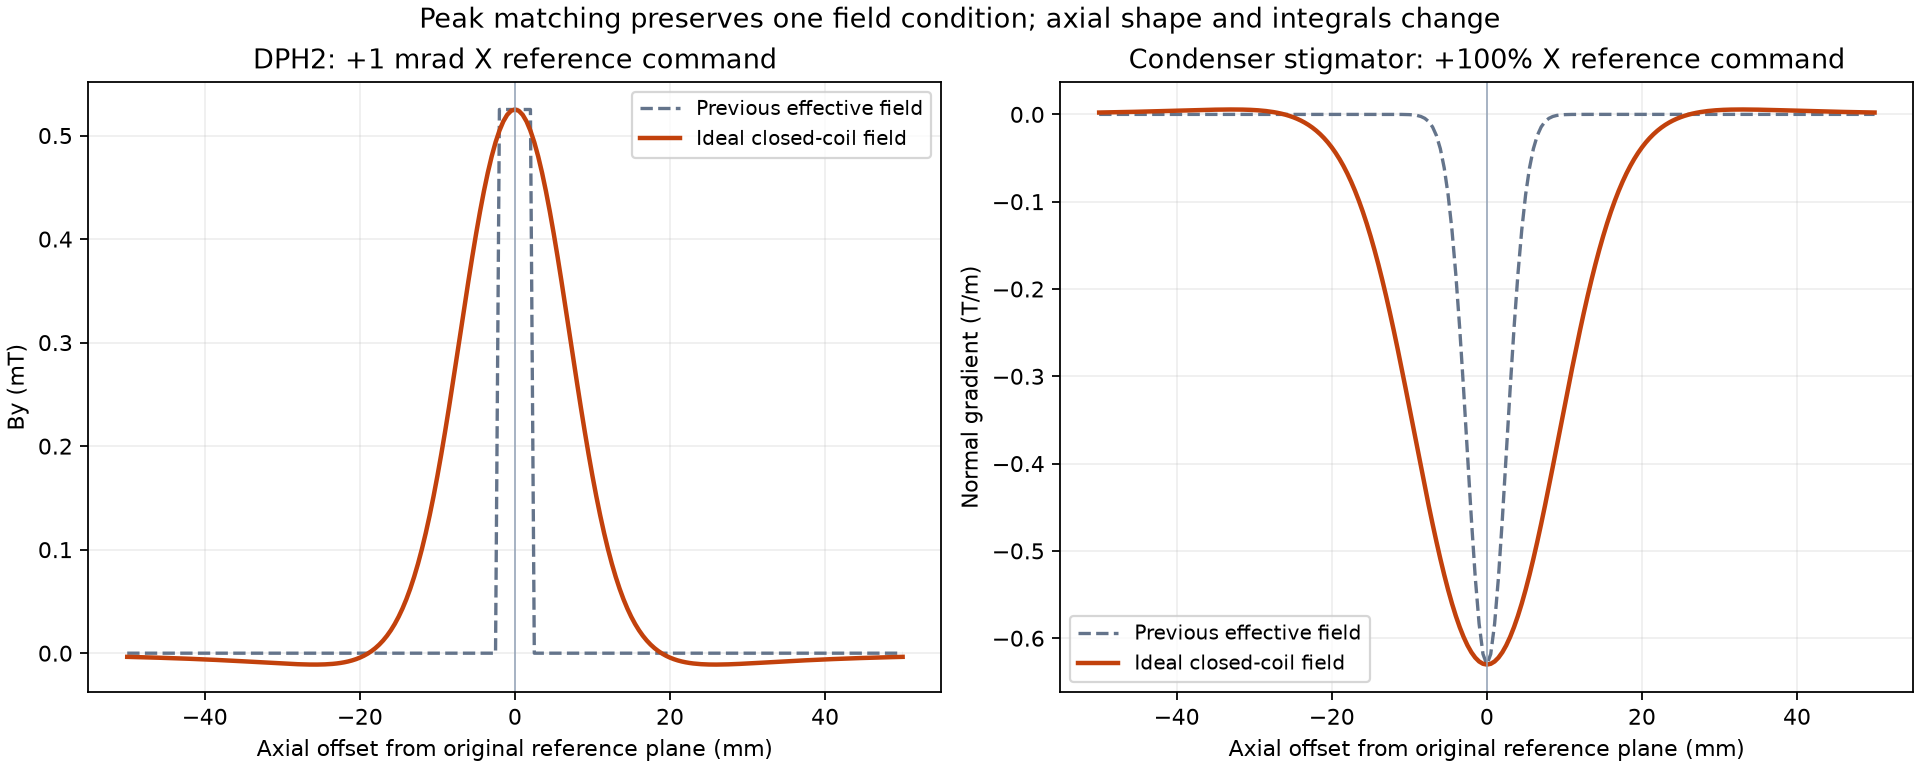 Peak matching preserves one field condition; axial shape and integrals change
DPH2: +1 mrad X reference command
By (mT)
0.5
0.4
0.3
0.2
0.1
0.0
Previous effective field
Ideal closed-coil field
−40
−20
0
20
40
Axial offset from original reference plane (mm)
Condenser stigmator: +100% X reference command
Normal gradient (T/m)
0.0
−0.1
−0.2
−0.3
−0.4
−0.5
−0.6
Previous effective field
Ideal closed-coil field
−40
−20
0
20
40
Axial offset from original reference plane (mm)